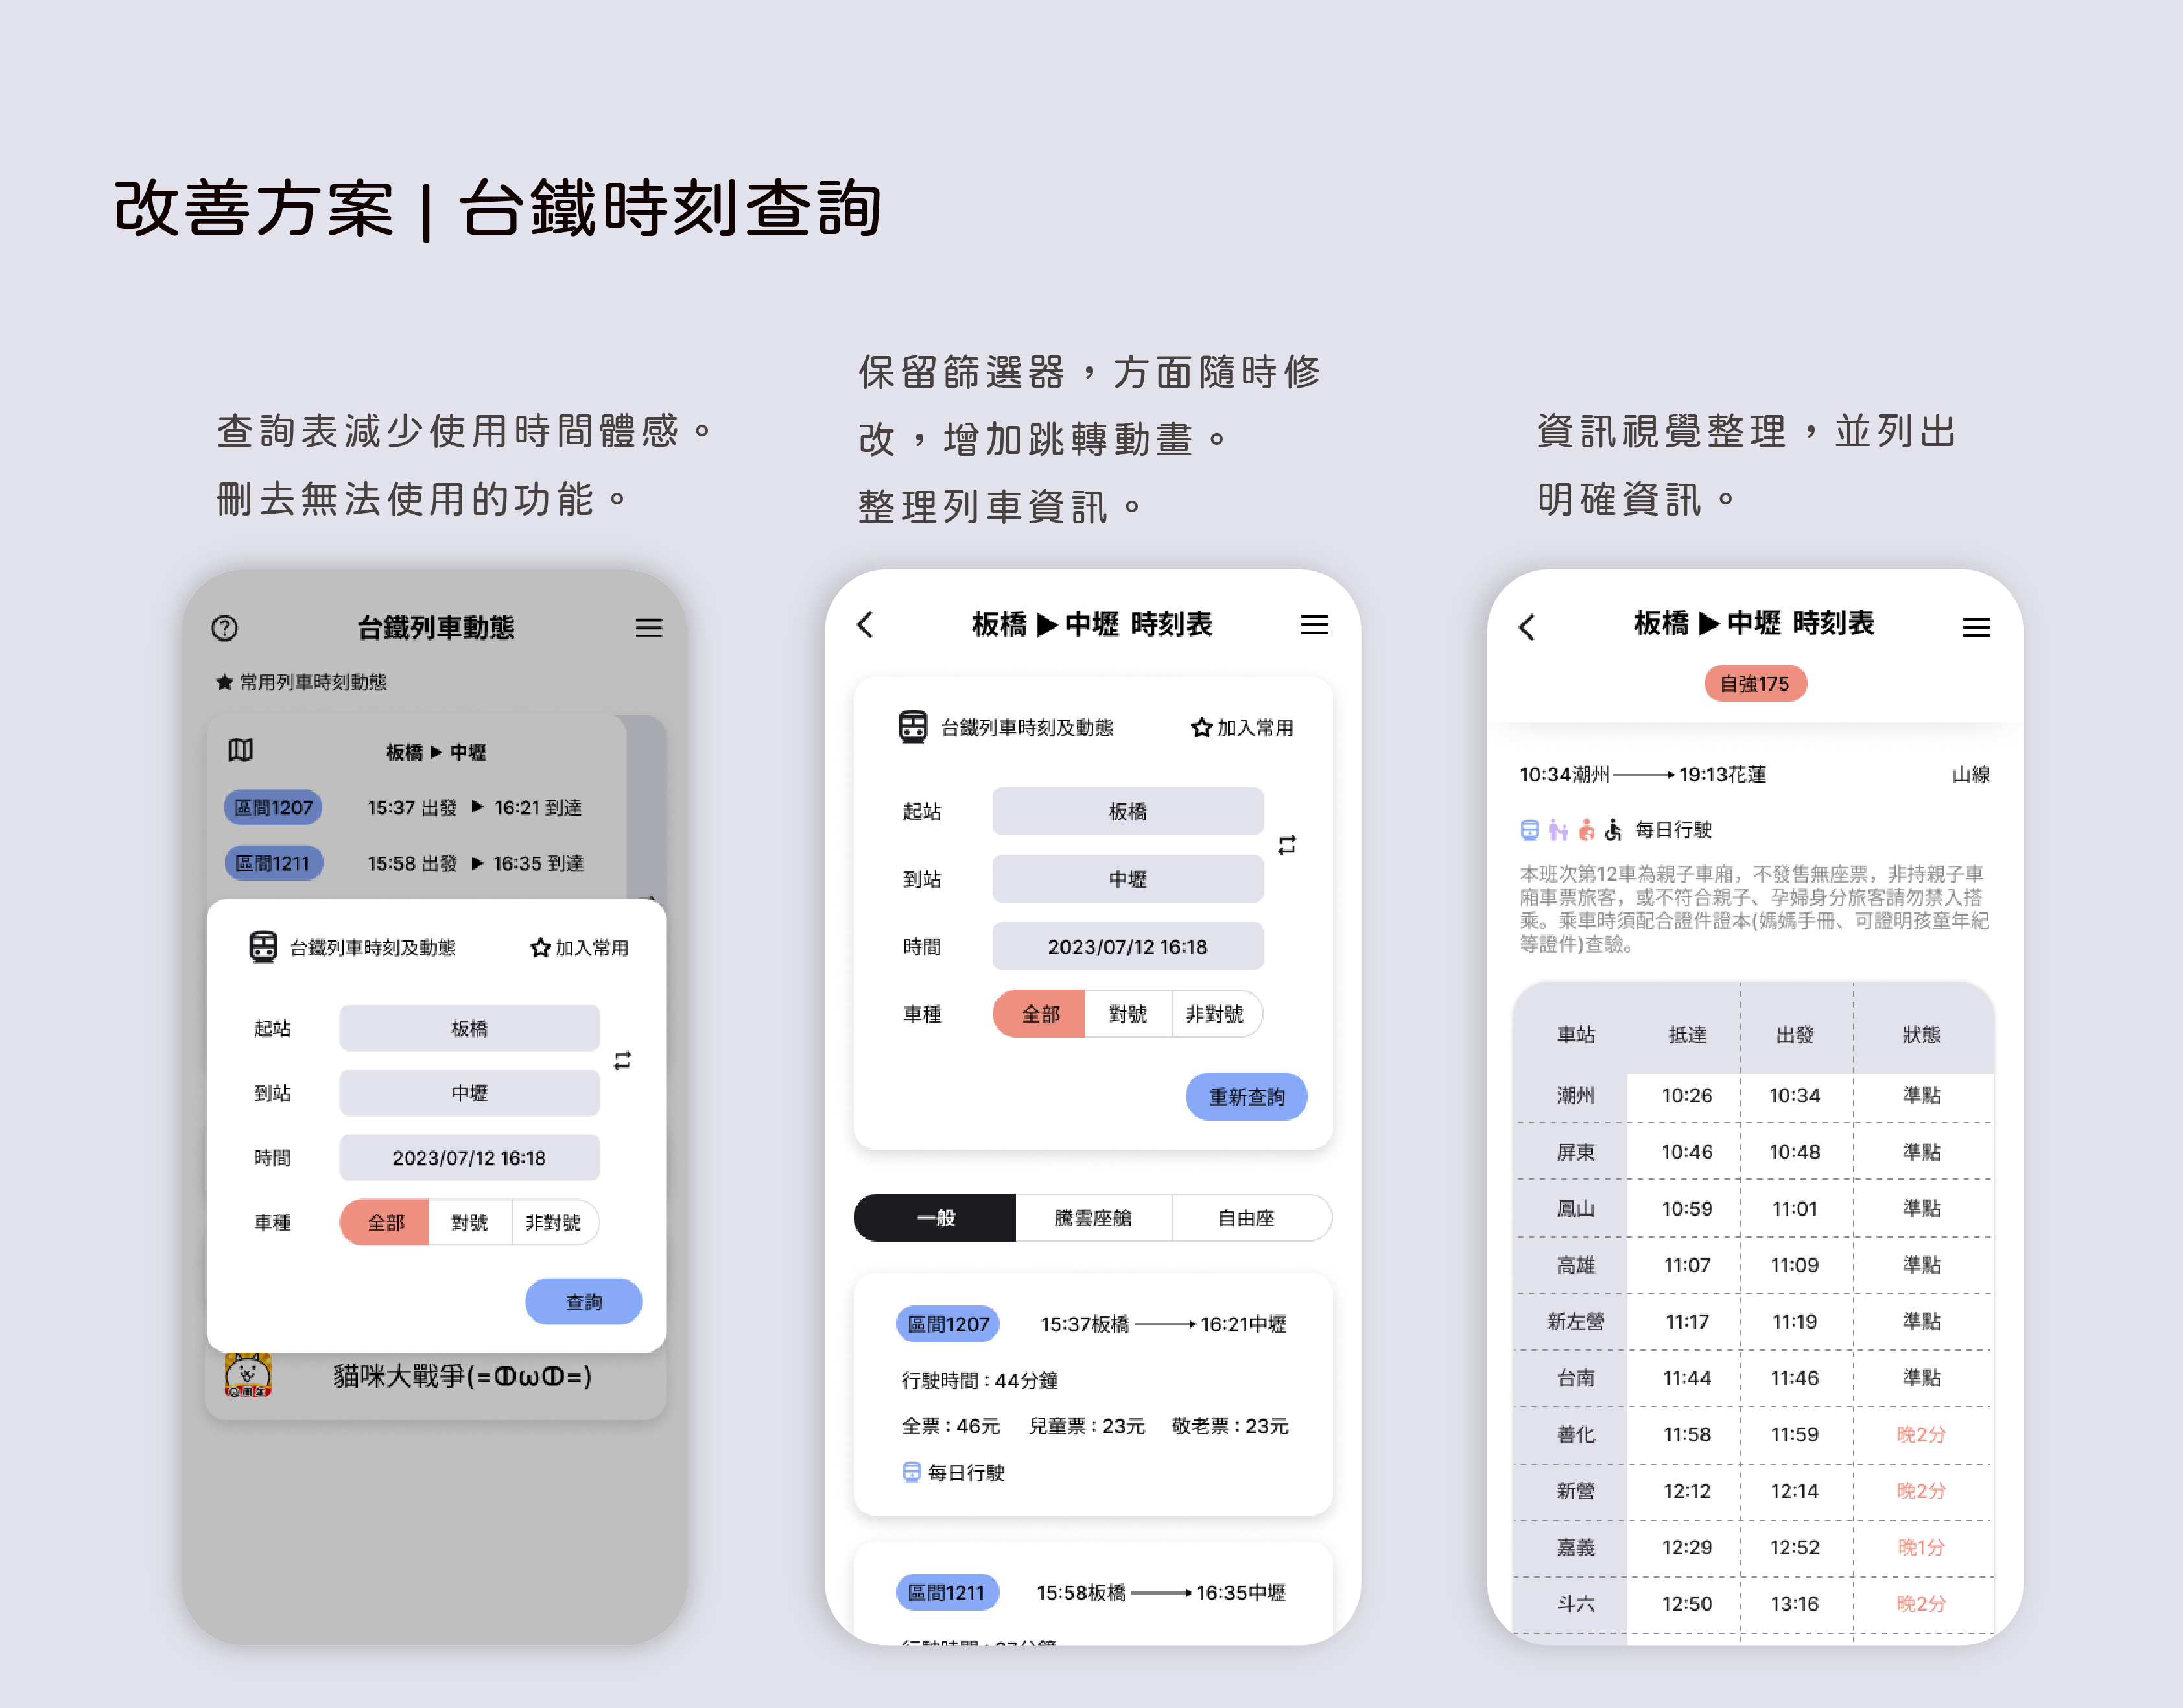 改善方案 | 台鐵時刻查詢
查詢表減少使用時間體感。
刪去無法使用的功能。
保留篩選器，方面隨時修
改，增加跳轉動畫。
整理列車資訊。
資訊視覺整理，並列出
明確資訊。
台鐵列車動態
★ 常用列車時刻動態
板橋 ▶ 中壢
區間1207 15:37 出發 ▶ 16:21 到達
區間1211 15:58 出發 ▶ 16:35 到達
台鐵列車時刻及動態 加入常用
起站 板橋
到站 中壢
時間 2023/07/12 16:18
車種 全部 對號 非對號
查詢
貓咪大戰爭(=ↀωↀ=)
板橋 ▶ 中壢 時刻表
台鐵列車時刻及動態 加入常用
起站 板橋
到站 中壢
時間 2023/07/12 16:18
車種 全部 對號 非對號
重新查詢
一般 騰雲座艙 自由座
區間1207 15:37板橋 → 16:21中壢
行駛時間 : 44分鐘
全票 : 46元 兒童票 : 23元 敬老票 : 23元
每日行駛
區間1211 15:58板橋 → 16:35中壢
板橋 ▶ 中壢 時刻表
自強175
10:34潮州 → 19:13花蓮 山線
每日行駛
本班次第12車為親子車廂，不發售無座票，非持親子車
廂車票旅客，或不符合親子、孕婦身分旅客請勿禁入搭
乘。乘車時須配合證件證本(媽媽手冊、可證明孩童年紀
等證件)查驗。
車站 抵達 出發 狀態
潮州 10:26 10:34 準點
屏東 10:46 10:48 準點
鳳山 10:59 11:01 準點
高雄 11:07 11:09 準點
新左營 11:17 11:19 準點
台南 11:44 11:46 準點
善化 11:58 11:59 晚2分
新營 12:12 12:14 晚2分
嘉義 12:29 12:52 晚1分
斗六 12:50 13:16 晚2分